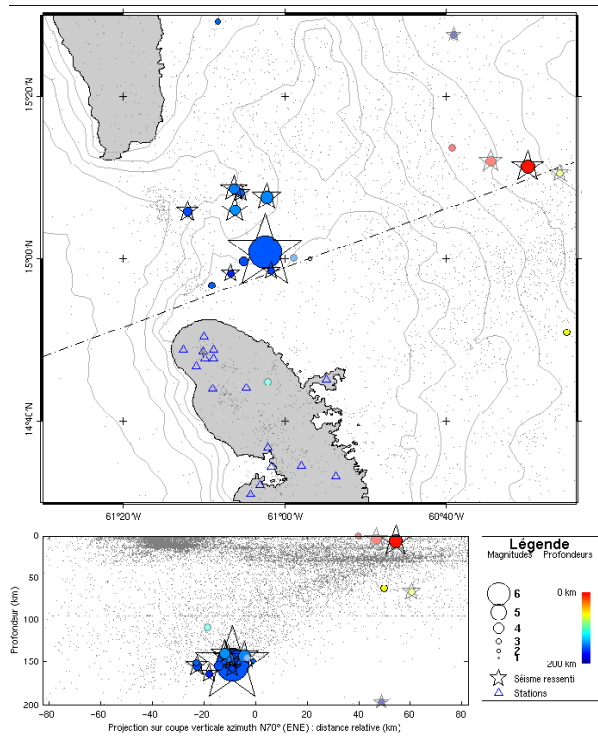 15°20'N
15°00'N
14°40'N
61°20'W
61°00'W
60°40'W
Profondeur (km)
0
50
100
150
200
−80
−60
−40
−20
0
20
40
60
80
Projection sur coupe verticale azimuth N70° (ENE) : distance relative (km)
Légende
Magnitudes
Profondeurs
6
5
4
3
2
1
0 km
200 km
Séisme ressenti
Stations